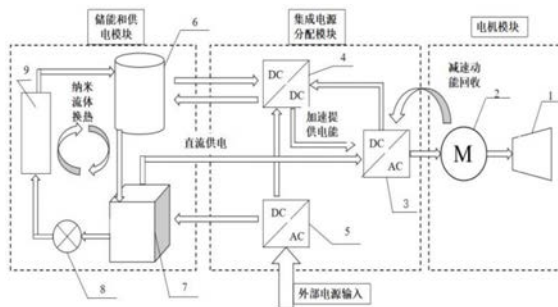 储能和供
电模块
集成电源
分配模块
电机模块
6
9
4
减速动
能回收
2
1
纳米
流体
换热
DC
DC
加速提
供电能
直流供电
DC
AC
M
3
DC
AC
5
8
7
外部电源输入